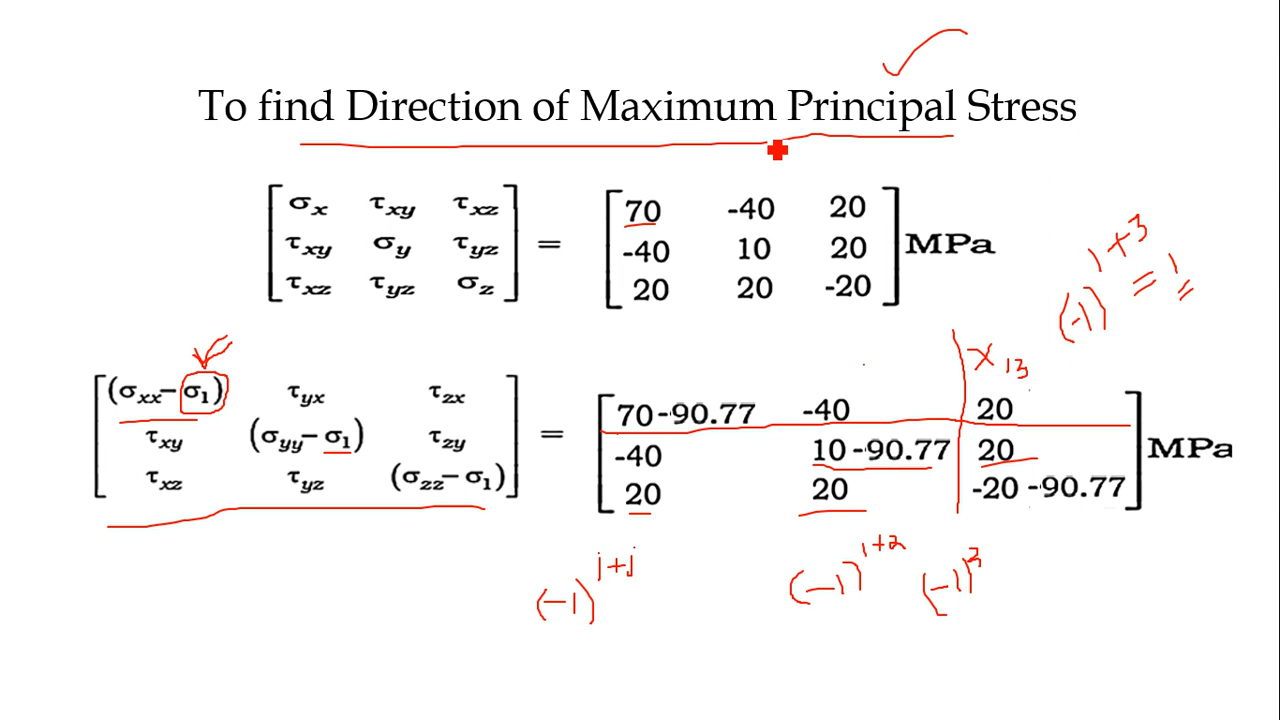 To find Direction of Maximum Principal Stress
σx τxy τxz = 70 -40 20
τxy σy τyz -40 10 20 MPa
τxz τyz σz 20 20 -20
(-1)^1+3 = 1
x13
(σxx-σ1) τyx τzx = 70-90.77 -40 20
τxy (σyy-σ1) τzy -40 10-90.77 20 MPa
τxz τyz (σzz-σ1) 20 20 -20-90.77
(-1)^i+j (-1)^1+2 (-1)^3